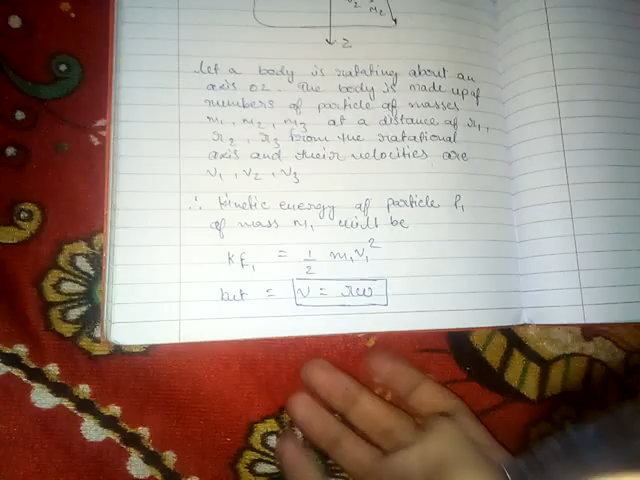 m2
Z
Let a body is rotating about an
axis OZ. The body is made up of
numbers of particle of masses
m1, m2, m3 at a distance of r1,
r2, r3 from the rotational
axis and their velocities are
v1, v2, v3
∴ Kinetic energy of particle P1
of mass m1 will be
KE1 = 1/2 m1v1²
but = v = rω